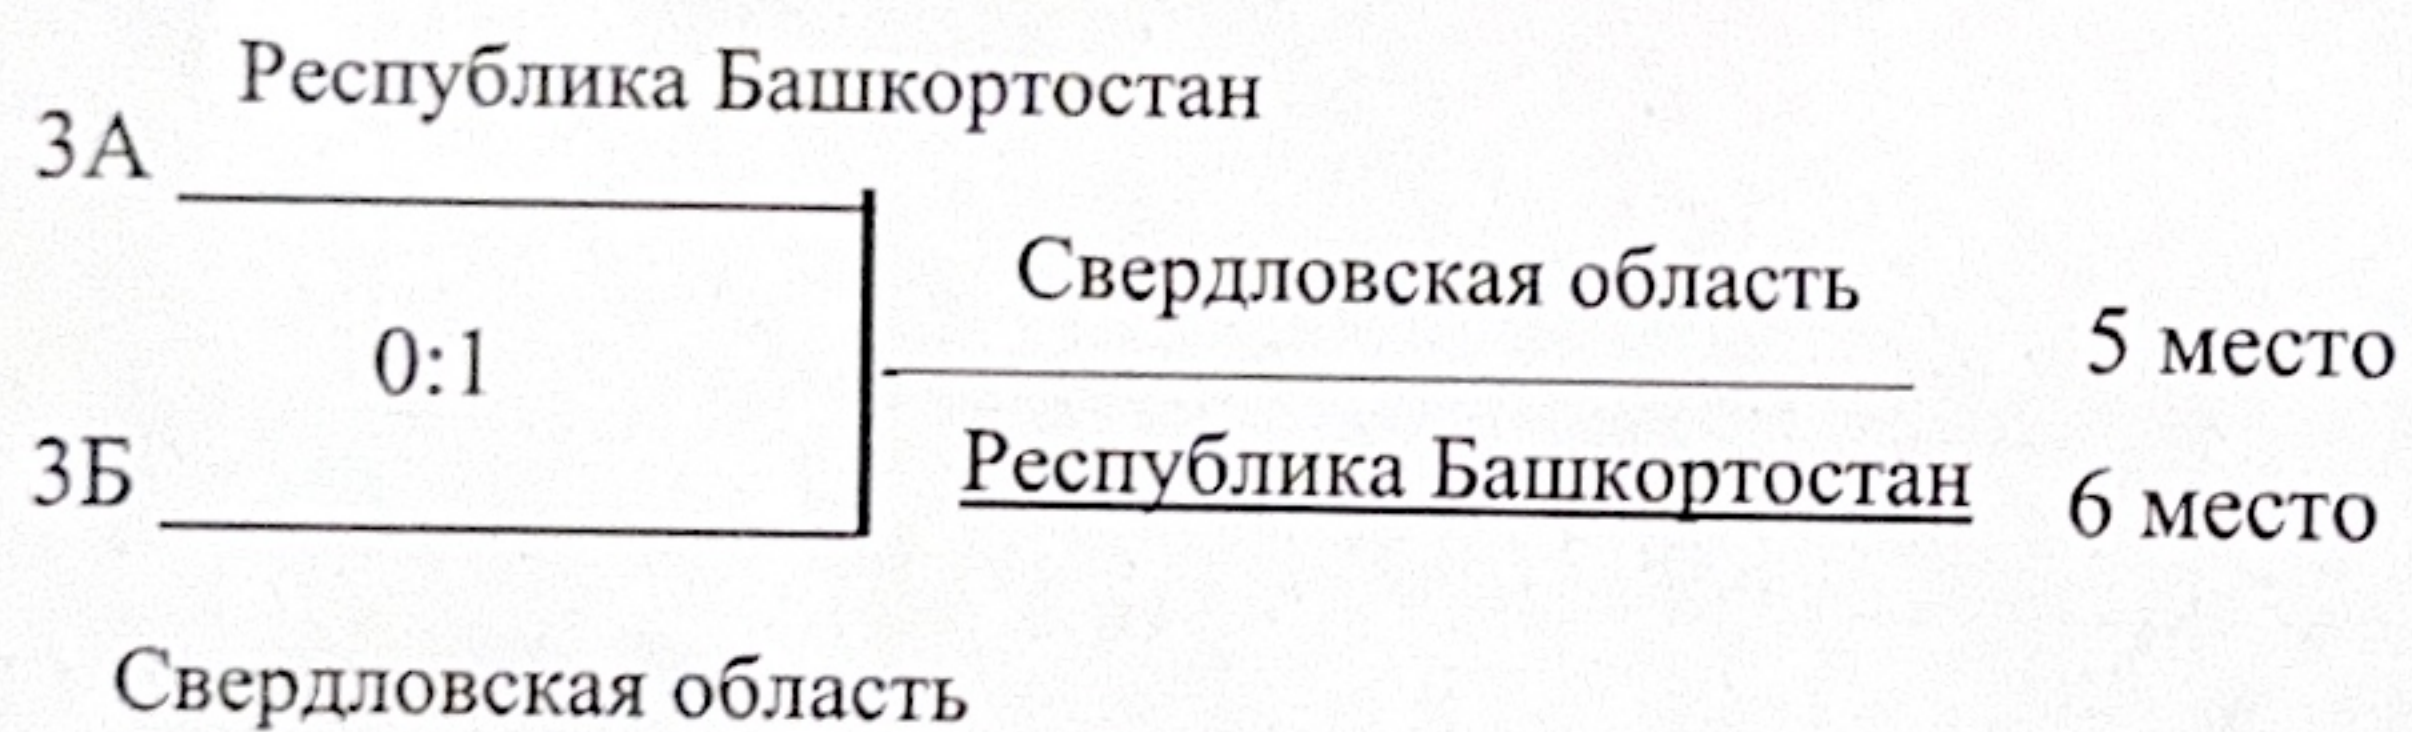 Республика Башкортостан
3А
Свердловская область
5 место
0:1
3Б
Республика Башкортостан
6 место
Свердловская область